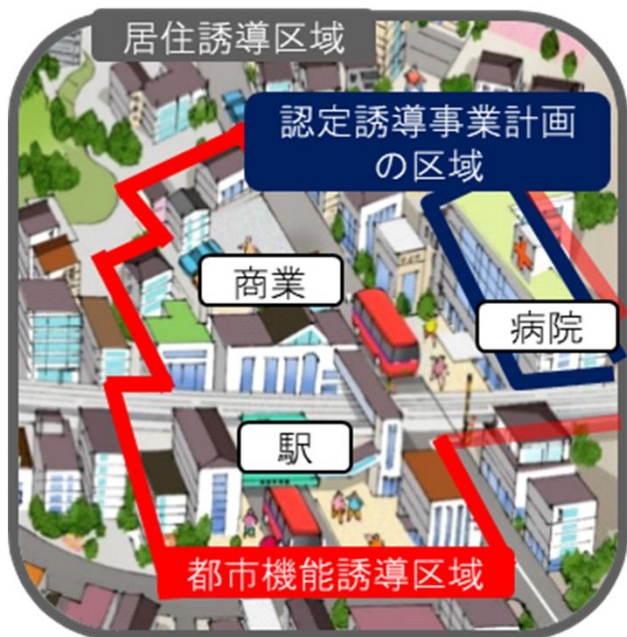 居住誘導区域
認定誘導事業計画
の区域
商業
病院
駅
都市機能誘導区域